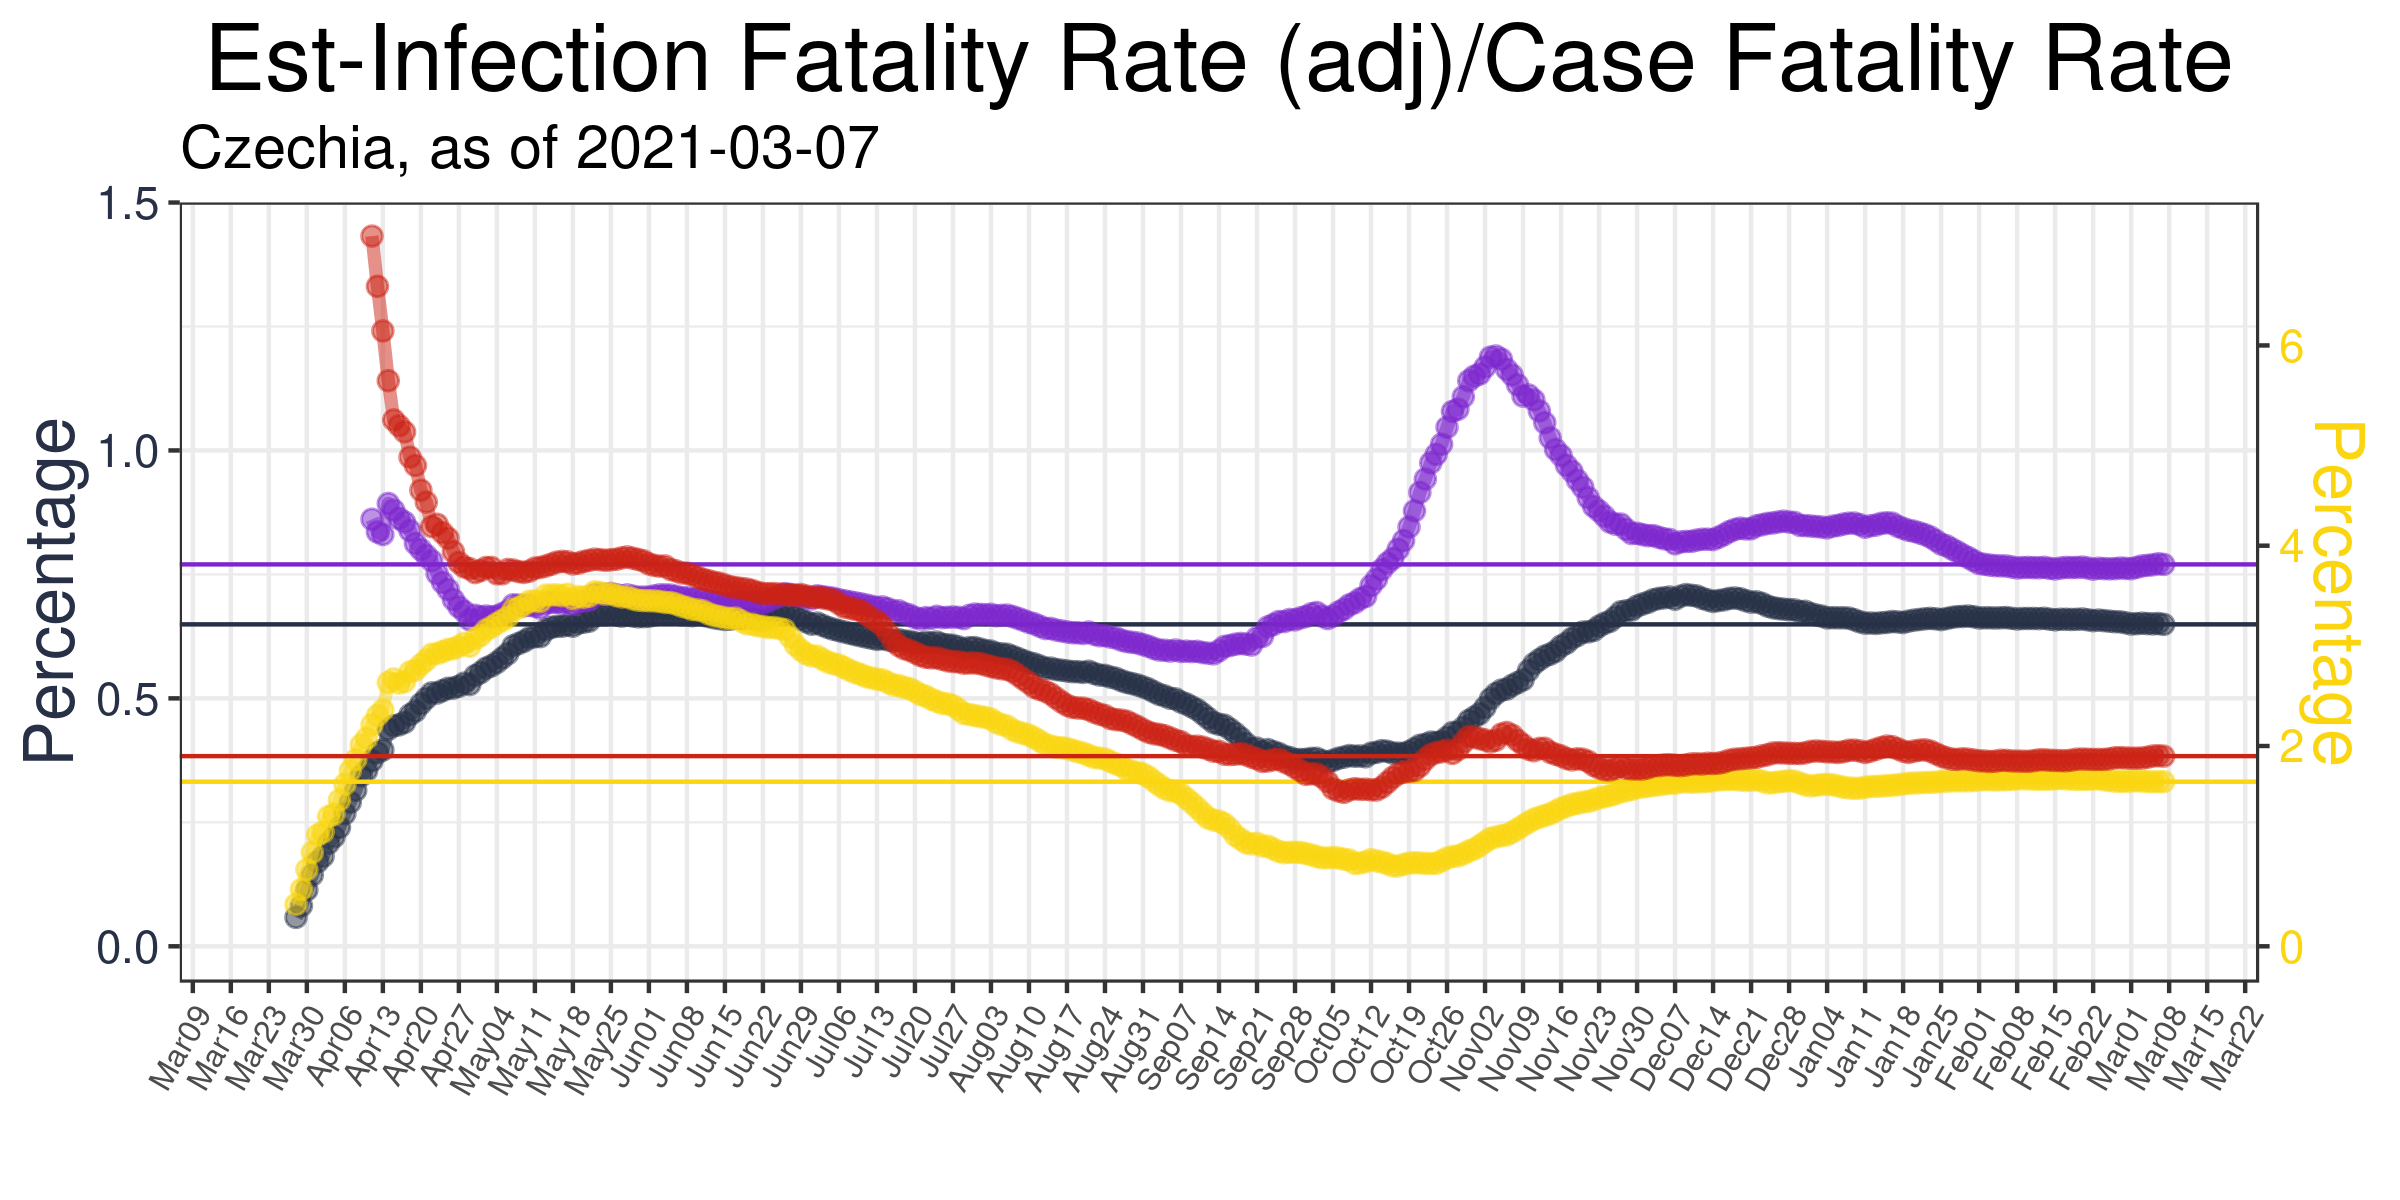 Est-Infection Fatality Rate (adj)/Case Fatality Rate
Czechia, as of 2021-03-07
Percentage
1.5
1.0
0.5
0.0
6
4
2
0
Percentage
Mar09 Mar16 Mar23 Mar30 Apr06 Apr13 Apr20 Apr27 May04 May11 May18 May25 Jun01 Jun08 Jun15 Jun22 Jun29 Jul06 Jul13 Jul20 Jul27 Aug03 Aug10 Aug17 Aug24 Aug31 Sep07 Sep14 Sep21 Sep28 Oct05 Oct12 Oct19 Oct26 Nov02 Nov09 Nov16 Nov23 Nov30 Dec07 Dec14 Dec21 Dec28 Jan04 Jan11 Jan18 Jan25 Feb01 Feb08 Feb15 Feb22 Mar01 Mar08 Mar15 Mar22